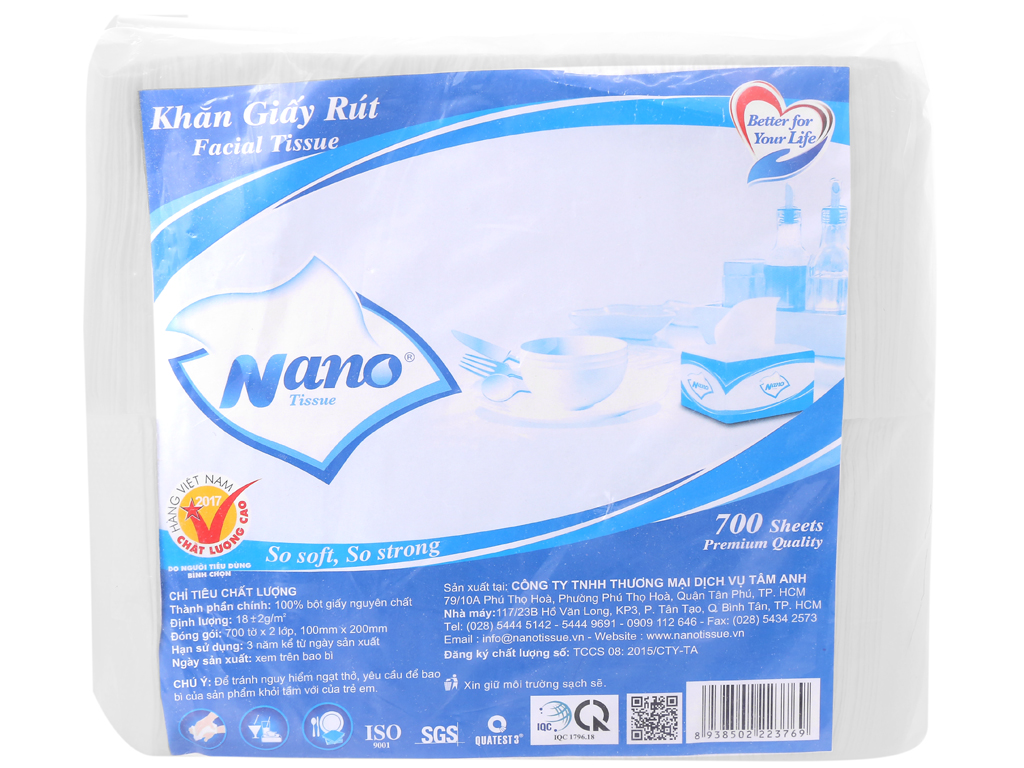 Khăn Giấy Rút
Facial Tissue
Better for
Your Life
Nano®
Tissue
Nano
Nano
HÀNG VIỆT NAM
2017
CHẤT LƯỢNG CAO
DO NGƯỜI TIÊU DÙNG
BÌNH CHỌN
So soft, So strong
700 Sheets
Premium Quality
CHỈ TIÊU CHẤT LƯỢNG
Thành phần chính: 100% bột giấy nguyên chất
Định lượng: 18 ±2g/m²
Đóng gói: 700 tờ x 2 lớp, 100mm x 200mm
Hạn sử dụng: 3 năm kể từ ngày sản xuất
Ngày sản xuất: xem trên bao bì
CHÚ Ý: Để tránh nguy hiểm ngạt thở, yêu cầu để bao
bì của sản phẩm khỏi tầm với của trẻ em.
Sản xuất tại: CÔNG TY TNHH THƯƠNG MẠI DỊCH VỤ TÂM ANH
79/10A Phú Thọ Hoà, Phường Phú Thọ Hoà, Quận Tân Phú, TP. HCM
Nhà máy:117/23B Hồ Văn Long, KP3, P. Tân Tạo, Q. Bình Tân, TP. HCM
Tel: (028) 5444 5142 - 5444 9691 - 0909 112 646 - Fax: (028) 5434 2573
Email : info@nanotissue.vn - Website : www.nanotissue.vn
Đăng ký chất lượng số: TCCS 08: 2015/CTY-TA
Xin giữ môi trường sạch sẽ.
ISO
9001
SGS
QUATEST3®
IQC
IQC 1796.18
8 938502 223769